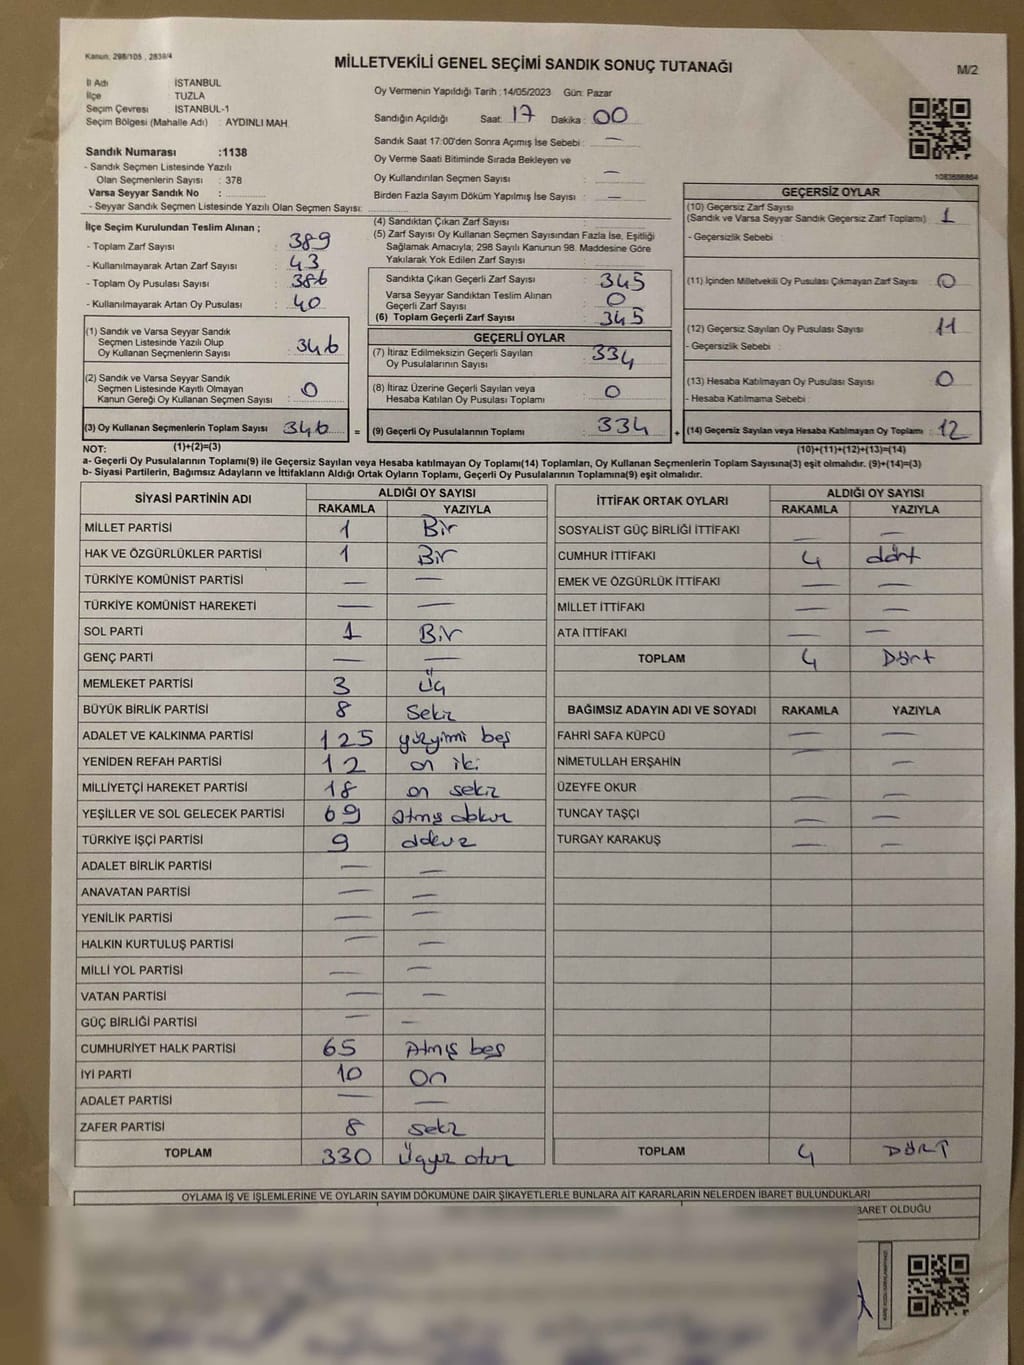 Kanun, 298/105 , 2839/4
MİLLETVEKİLİ GENEL SEÇİMİ SANDIK SONUÇ TUTANAĞI
M/2
İl Adı İSTANBUL
İlçe TUZLA
Seçim Çevresi İSTANBUL-1
Seçim Bölgesi (Mahalle Adı) : AYDINLI MAH.
Sandık Numarası :1138
- Sandık Seçmen Listesinde Yazılı
Olan Seçmenlerin Sayısı : 378
Varsa Seyyar Sandık No :
- Seyyar Sandık Seçmen Listesinde Yazılı Olan Seçmen Sayısı:
Oy Vermenin Yapıldığı Tarih : 14/05/2023 Gün: Pazar
Sandığın Açıldığı Saat: 17 Dakika : 00
Sandık Saat 17:00'den Sonra Açımış İse Sebebi : —
Oy Verme Saati Bitiminde Sırada Bekleyen ve
Oy Kullandırılan Seçmen Sayısı : —
Birden Fazla Sayım Döküm Yapılmış İse Sayısı : —
1083686864
İlçe Seçim Kurulundan Teslim Alınan ;
- Toplam Zarf Sayısı : 389
- Kullanılmayarak Artan Zarf Sayısı : 43
- Toplam Oy Pusulası Sayısı : 386
- Kullanılmayarak Artan Oy Pusulası : 40
(1) Sandık ve Varsa Seyyar Sandık
Seçmen Listesinde Yazılı Olup
Oy Kullanan Seçmenlerin Sayısı : 346
(2) Sandık ve Varsa Seyyar Sandık
Seçmen Listesinde Kayıtlı Olmayan
Kanun Gereği Oy Kullanan Seçmen Sayısı : 0
(3) Oy Kullanan Seçmenlerin Toplam Sayısı : 346
(1)+(2)=(3)
(4) Sandıktan Çıkan Zarf Sayısı :
(5) Zarf Sayısı Oy Kullanan Seçmen Sayısından Fazla İse, Eşitliği
Sağlamak Amacıyla; 298 Sayılı Kanunun 98. Maddesine Göre
Yakılarak Yok Edilen Zarf Sayısı :
Sandıkta Çıkan Geçerli Zarf Sayısı : 345
Varsa Seyyar Sandıktan Teslim Alınan
Geçerli Zarf Sayısı : 0
(6) Toplam Geçerli Zarf Sayısı : 345
GEÇERLİ OYLAR
(7) İtiraz Edilmeksizin Geçerli Sayılan
Oy Pusulalarının Sayısı : 334
(8) İtiraz Üzerine Geçerli Sayılan veya
Hesaba Katılan Oy Pusulası Toplamı : 0
= (9) Geçerli Oy Pusulalarının Toplamı : 334
GEÇERSİZ OYLAR
(10) Geçersiz Zarf Sayısı
(Sandık ve Varsa Seyyar Sandık Geçersiz Zarf Toplamı) : 1
- Geçersizlik Sebebi :
(11) İçinden Milletvekili Oy Pusulası Çıkmayan Zarf Sayısı : 0
(12) Geçersiz Sayılan Oy Pusulası Sayısı : 11
- Geçersizlik Sebebi :
(13) Hesaba Katılmayan Oy Pusulası Sayısı : 0
- Hesaba Katılmama Sebebi :
+ (14) Geçersiz Sayılan veya Hesaba Katılmayan Oy Toplamı : 12
(10)+(11)+(12)+(13)=(14)
NOT:
a- Geçerli Oy Pusulalarının Toplamı(9) ile Geçersiz Sayılan veya Hesaba katılmayan Oy Toplamı(14) Toplamları, Oy Kullanan Seçmenlerin Toplam Sayısına(3) eşit olmalıdır. (9)+(14)=(3)
b- Siyasi Partilerin, Bağımsız Adayların ve İttifakların Aldığı Ortak Oyların Toplamı, Geçerli Oy Pusulalarının Toplamına(9) eşit olmalıdır.
SİYASİ PARTİNİN ADI ALDIĞI OY SAYISI
RAKAMLA YAZIYLA
MİLLET PARTİSİ 1 Bir
HAK VE ÖZGÜRLÜKLER PARTİSİ 1 Bir
TÜRKİYE KOMÜNİST PARTİSİ — —
TÜRKİYE KOMÜNİST HAREKETİ — —
SOL PARTİ 1 Bir
GENÇ PARTİ — —
MEMLEKET PARTİSİ 3 Üç
BÜYÜK BİRLİK PARTİSİ 8 Sekiz
ADALET VE KALKINMA PARTİSİ 125 yüzyirmi beş
YENİDEN REFAH PARTİSİ 12 on iki
MİLLİYETÇİ HAREKET PARTİSİ 18 on sekiz
YEŞİLLER VE SOL GELECEK PARTİSİ 69 Atmış dokuz
TÜRKİYE İŞÇİ PARTİSİ 9 dokuz
ADALET BİRLİK PARTİSİ — —
ANAVATAN PARTİSİ — —
YENİLİK PARTİSİ — —
HALKIN KURTULUŞ PARTİSİ — —
MİLLİ YOL PARTİSİ — —
VATAN PARTİSİ — —
GÜÇ BİRLİĞİ PARTİSİ — —
CUMHURİYET HALK PARTİSİ 65 Atmış beş
İYİ PARTİ 10 On
ADALET PARTİSİ — —
ZAFER PARTİSİ 8 sekiz
TOPLAM 330 Üçyüz otuz
İTTİFAK ORTAK OYLARI ALDIĞI OY SAYISI
RAKAMLA YAZIYLA
SOSYALİST GÜÇ BİRLİĞİ İTTİFAKI — —
CUMHUR İTTİFAKI 4 dört
EMEK VE ÖZGÜRLÜK İTTİFAKI — —
MİLLET İTTİFAKI — —
ATA İTTİFAKI — —
TOPLAM 4 Dört
BAĞIMSIZ ADAYIN ADI VE SOYADI RAKAMLA YAZIYLA
FAHRİ SAFA KÜPCÜ — —
NİMETULLAH ERŞAHİN — —
ÜZEYFE OKUR — —
TUNCAY TAŞÇI — —
TURGAY KARAKUŞ — —
TOPLAM 4 DÖRT
OYLAMA İŞ VE İŞLEMLERİNE VE OYLARIN SAYIM DÖKÜMÜNE DAİR ŞİKAYETLERLE BUNLARA AİT KARARLARIN NELERDEN İBARET BULUNDUKLARI
BARET OLDUĞU